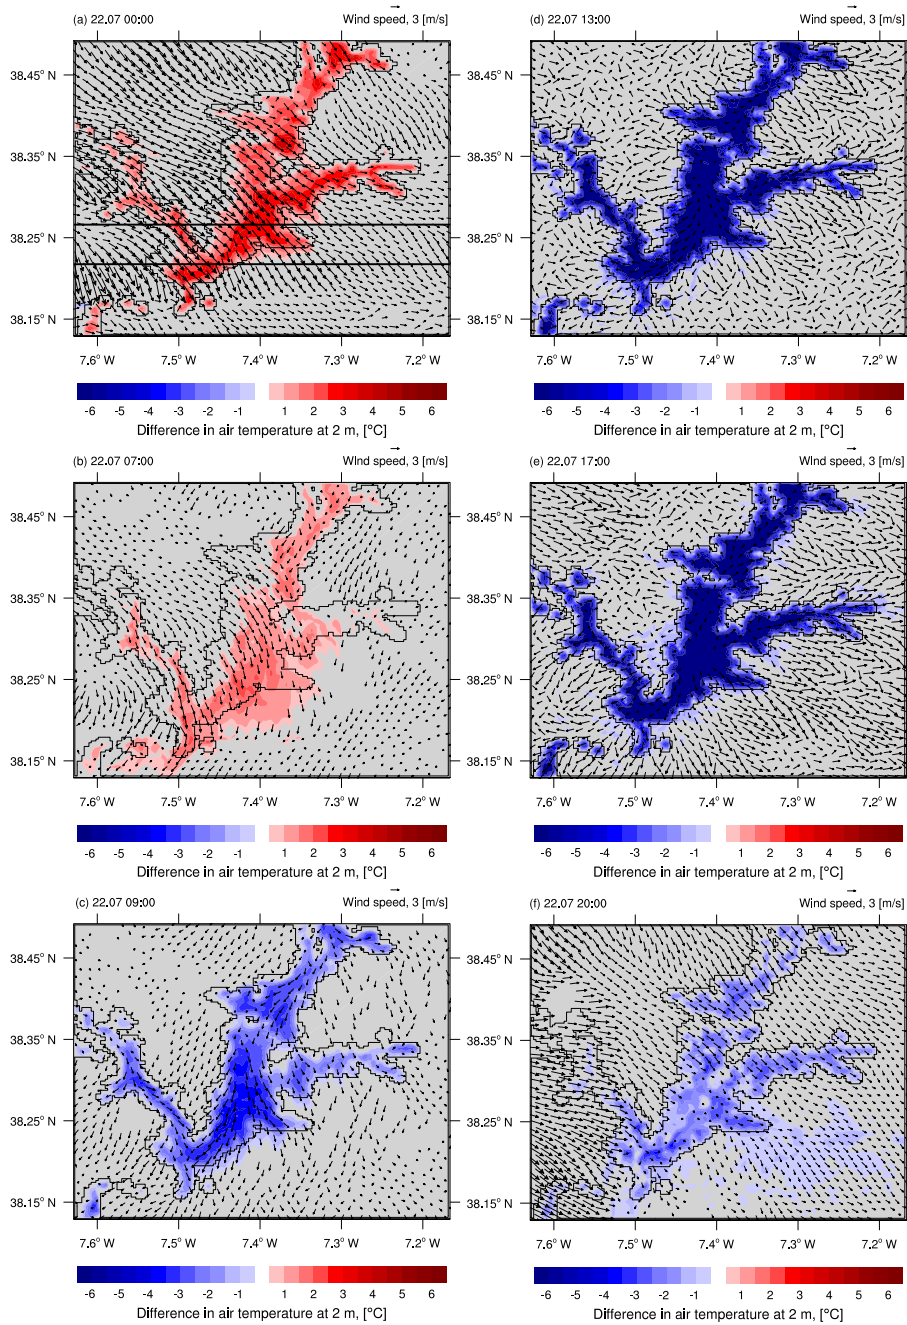 (a) 22.07 00:00 Wind speed, 3 [m/s]
38.45° N
38.35° N
38.25° N
38.15° N
7.6° W 7.5° W 7.4° W 7.3° W 7.2° W
-6 -5 -4 -3 -2 -1 1 2 3 4 5 6
Difference in air temperature at 2 m, [°C]
(b) 22.07 07:00 WInd speed, 3 [m/s]
38.45° N
38.35° N
38.25° N
38.15° N
7.6° W 7.5° W 7.4° W 7.3° W 7.2° W
-6 -5 -4 -3 -2 -1 1 2 3 4 5 6
Difference in air temperature at 2 m, [°C]
(c) 22.07 09:00 Wind speed, 3 [m/s]
38.45° N
38.35° N
38.25° N
38.15° N
7.6° W 7.5° W 7.4° W 7.3° W 7.2° W
-6 -5 -4 -3 -2 -1 1 2 3 4 5 6
Difference in air temperature at 2 m, [°C]
(d) 22.07 13:00 Wind speed, 3 [m/s]
38.45° N
38.35° N
38.25° N
38.15° N
7.6° W 7.5° W 7.4° W 7.3° W 7.2° W
-6 -5 -4 -3 -2 -1 1 2 3 4 5 6
Difference in air temperature at 2 m, [°C]
(e) 22.07 17:00 Wind speed, 3 [m/s]
38.45° N
38.35° N
38.25° N
38.15° N
7.6° W 7.5° W 7.4° W 7.3° W 7.2° W
-6 -5 -4 -3 -2 -1 1 2 3 4 5 6
Difference in air temperature at 2 m, [°C]
(f) 22.07 20:00 Wind speed, 3 [m/s]
38.45° N
38.35° N
38.25° N
38.15° N
7.6° W 7.5° W 7.4° W 7.3° W 7.2° W
-6 -5 -4 -3 -2 -1 1 2 3 4 5 6
Difference in air temperature at 2 m, [°C]